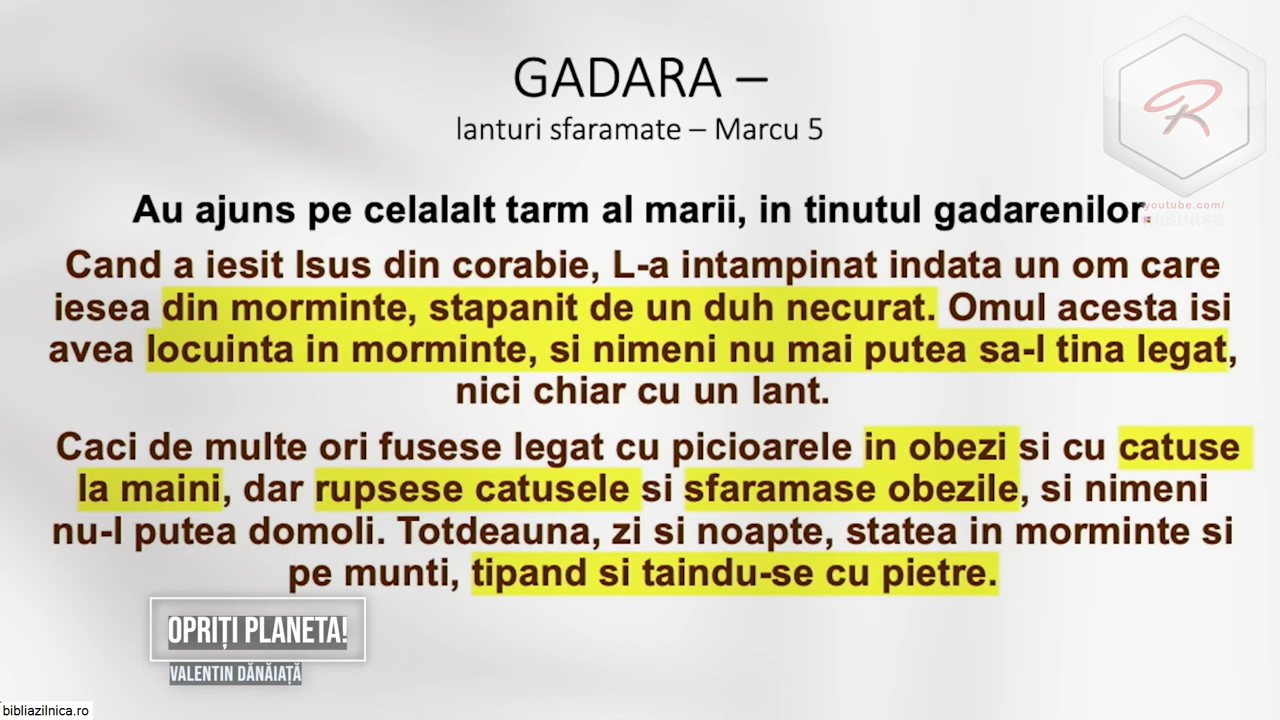 GADARA –
lanturi sfaramate – Marcu 5
Au ajuns pe celalalt tarm al marii, in tinutul gadarenilor.
Cand a iesit Isus din corabie, L-a intampinat indata un om care
iesea din morminte, stapanit de un duh necurat. Omul acesta isi
avea locuinta in morminte, si nimeni nu mai putea sa-l tina legat,
nici chiar cu un lant.
Caci de multe ori fusese legat cu picioarele in obezi si cu catuse
la maini, dar rupsese catusele si sfaramase obezile, si nimeni
nu-l putea domoli. Totdeauna, zi si noapte, statea in morminte si
pe munti, tipand si taindu-se cu pietre.
R
youtube.com/
RESURSE
OPRIȚI PLANETA!
VALENTIN DĂNĂIAȚĂ
bibliazilnica.ro